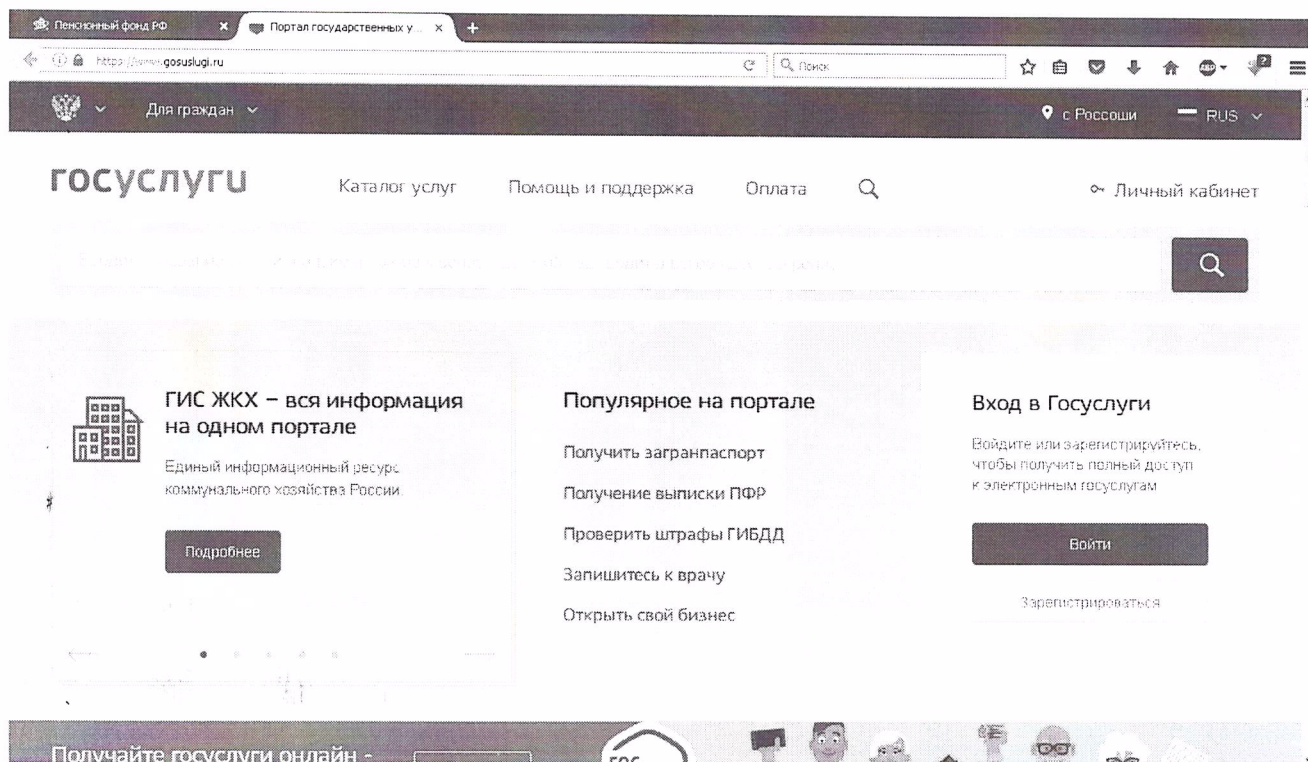 Пенсионный фонд РФ
Портал государственных у...
https://www.gosuslugi.ru
Поиск
ABP
2
Для граждан
с Россоши
RUS
госуслуги
Каталог услуг
Помощь и поддержка
Оплата
Личный кабинет
ГИС ЖКХ – вся информация
на одном портале
Единый информационный ресурс
коммунального хозяйства России.
Подробнее
Популярное на портале
Получить загранпаспорт
Получение выписки ПФР
Проверить штрафы ГИБДД
Запишитесь к врачу
Открыть свой бизнес
Вход в Госуслуги
Войдите или зарегистрируйтесь,
чтобы получить полный доступ
к электронным госуслугам
Войти
Зарегистрироваться
Получайте госуслуги онлайн -
гос